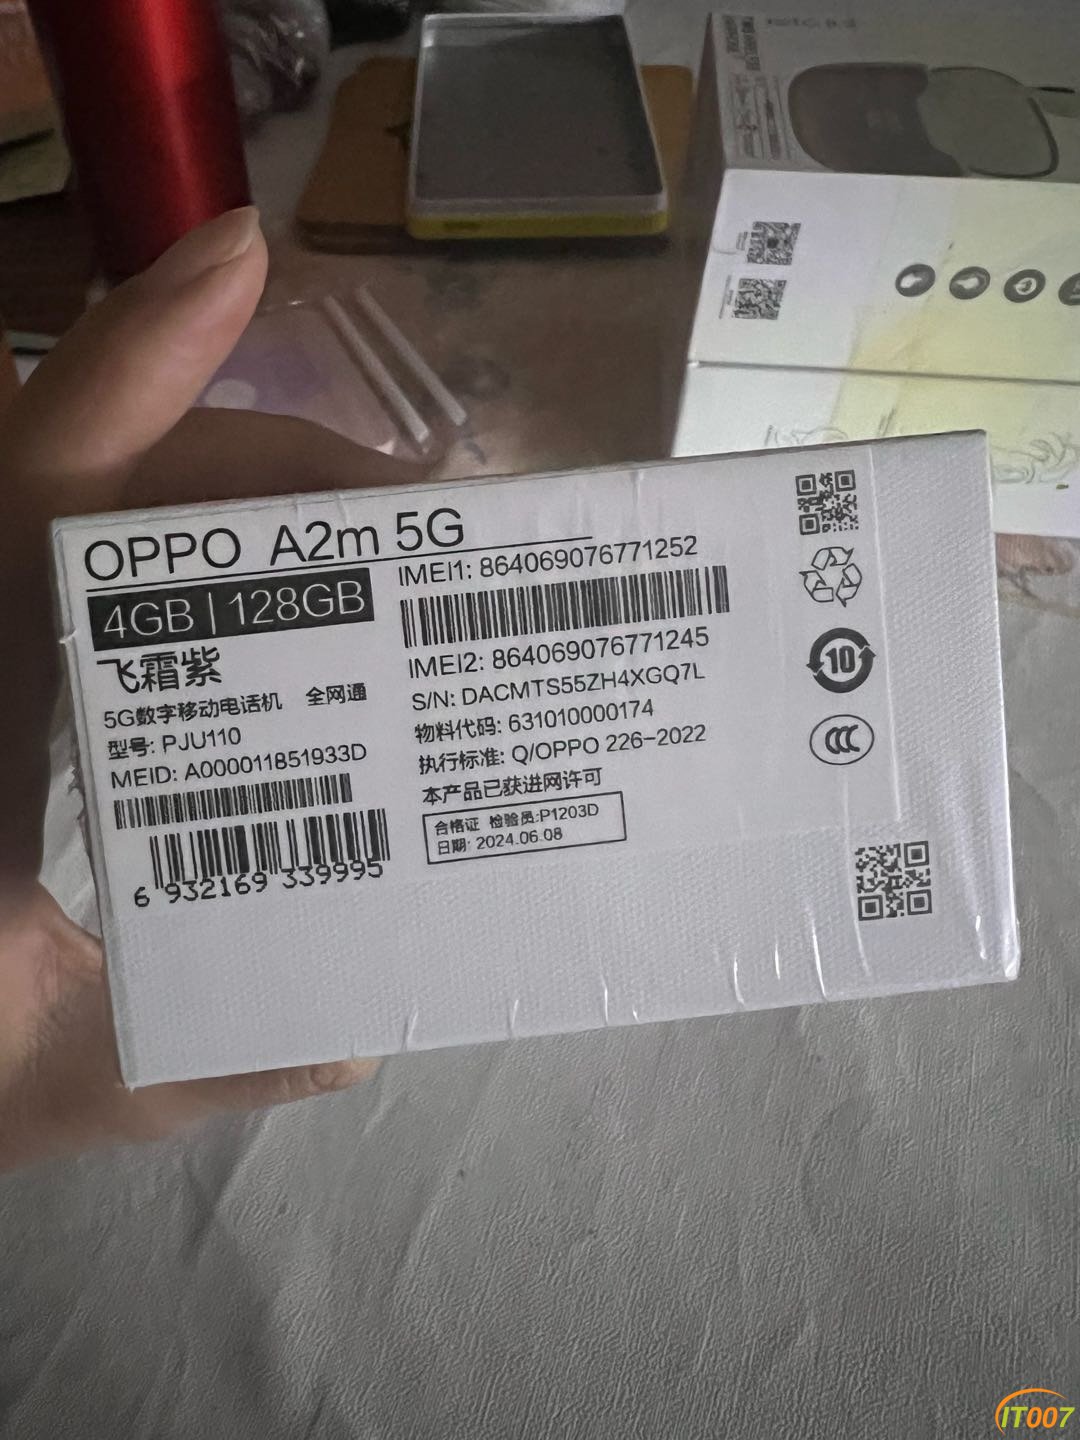 OPPO A2m 5G
4GB | 128GB
飞霜紫
5G数字移动电话机 全网通
型号: PJU110
MEID: A000011851933D
6 932169 339995
IMEI1: 864069076771252
IMEI2: 864069076771245
S/N: DACMTS55ZH4XGQ7L
物料代码: 631010000174
执行标准: Q/OPPO 226-2022
本产品已获进网许可
合格证 检验员:P1203D
日期: 2024.06.08
10
CCC
IT007